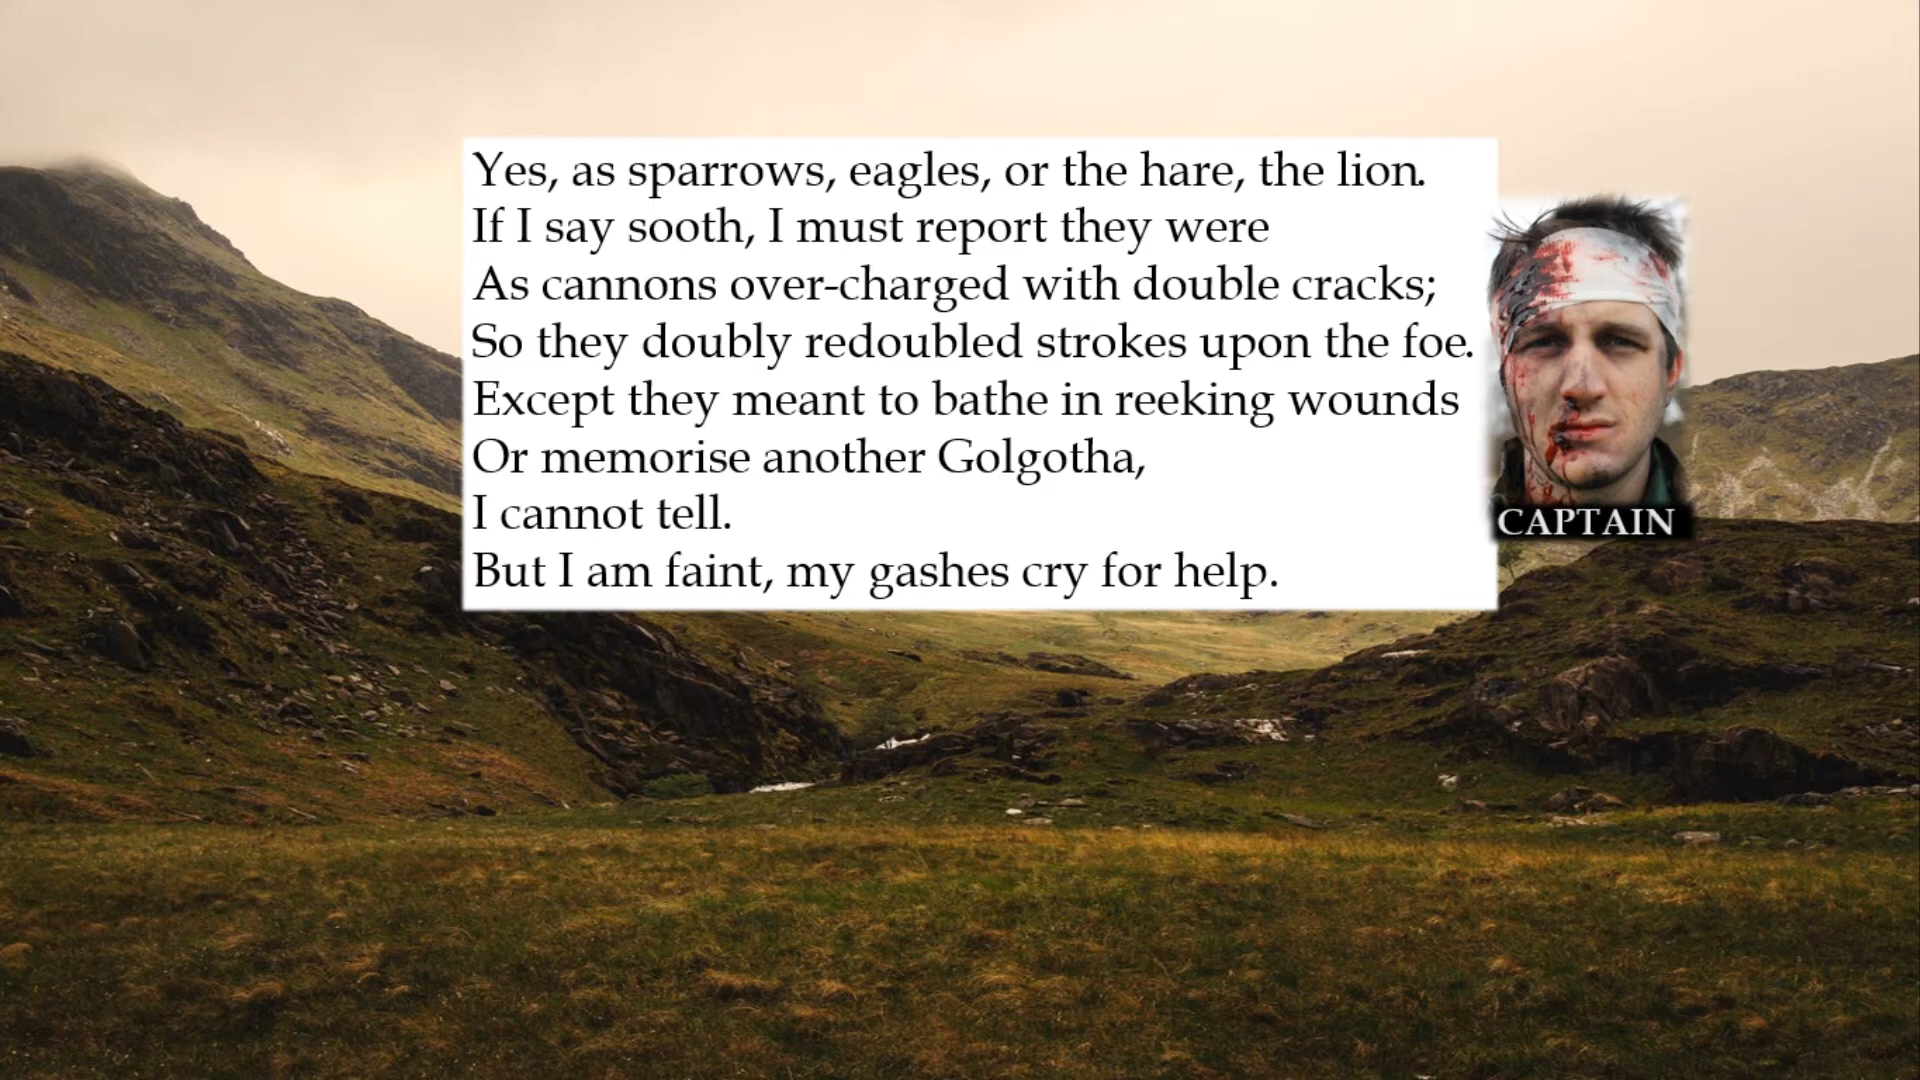 Yes, as sparrows, eagles, or the hare, the lion.
If I say sooth, I must report they were
As cannons over-charged with double cracks;
So they doubly redoubled strokes upon the foe.
Except they meant to bathe in reeking wounds
Or memorise another Golgotha,
I cannot tell.
But I am faint, my gashes cry for help.
CAPTAIN